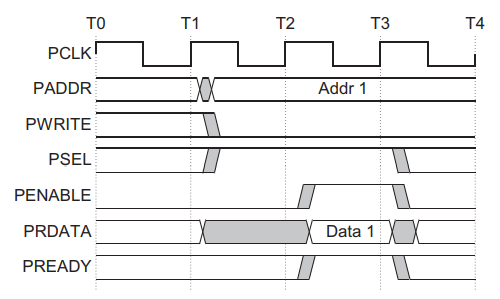 T0 T1 T2 T3 T4
PCLK
PADDR Addr 1
PWRITE
PSEL
PENABLE
PRDATA Data 1
PREADY